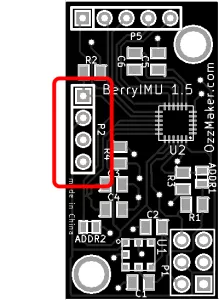 P5
R2
C6
C5
BerryIMU 1.5
OzzMaker.com
P2
U2
R4
C3
R3
ADDR1
C4
R1
made in China
C2
ADDR2
U1
P1
C1